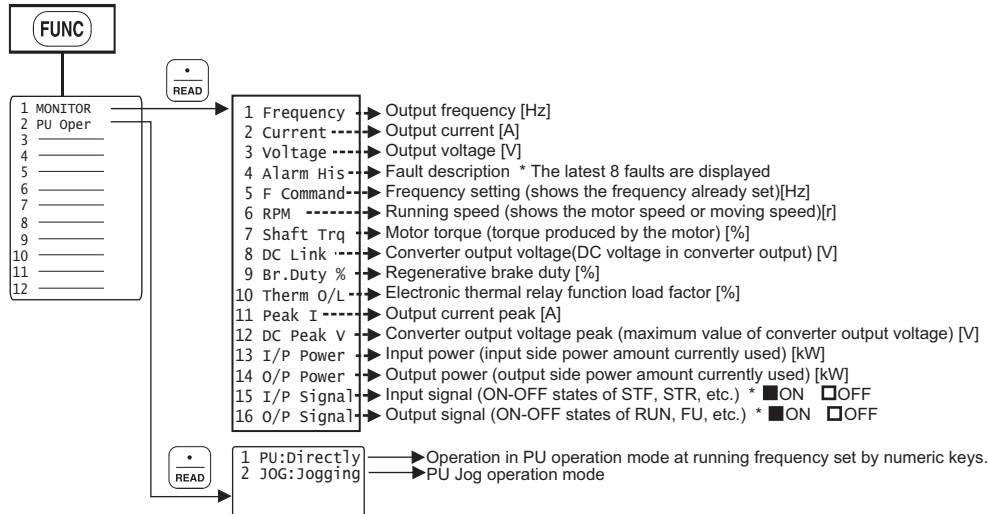 FUNC
•
READ
1 MONITOR
2 PU Oper
3
4
5
6
7
8
9
10
11
12
1 Frequency Output frequency [Hz]
2 Current Output current [A]
3 Voltage Output voltage [V]
4 Alarm His Fault description * The latest 8 faults are displayed
5 F Command Frequency setting (shows the frequency already set)[Hz]
6 RPM Running speed (shows the motor speed or moving speed)[r]
7 Shaft Trq Motor torque (torque produced by the motor) [%]
8 DC Link Converter output voltage(DC voltage in converter output) [V]
9 Br.Duty % Regenerative brake duty [%]
10 Therm O/L Electronic thermal relay function load factor [%]
11 Peak I Output current peak [A]
12 DC Peak V Converter output voltage peak (maximum value of converter output voltage) [V]
13 I/P Power Input power (input side power amount currently used) [kW]
14 O/P Power Output power (output side power amount currently used) [kW]
15 I/P Signal Input signal (ON-OFF states of STF, STR, etc.) * ■ON □OFF
16 O/P Signal Output signal (ON-OFF states of RUN, FU, etc.) * ■ON □OFF
•
READ
1 PU:Directly Operation in PU operation mode at running frequency set by numeric keys.
2 JOG:Jogging PU Jog operation mode